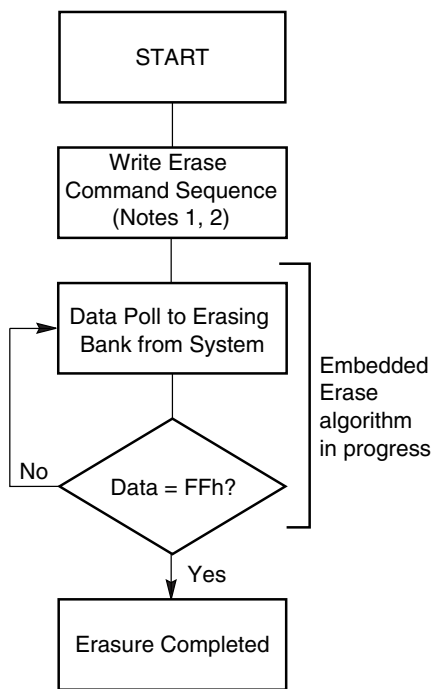 START
Write Erase
Command Sequence
(Notes 1, 2)
Data Poll to Erasing
Bank from System
Embedded
Erase
algorithm
in progress
No
Data = FFh?
Yes
Erasure Completed